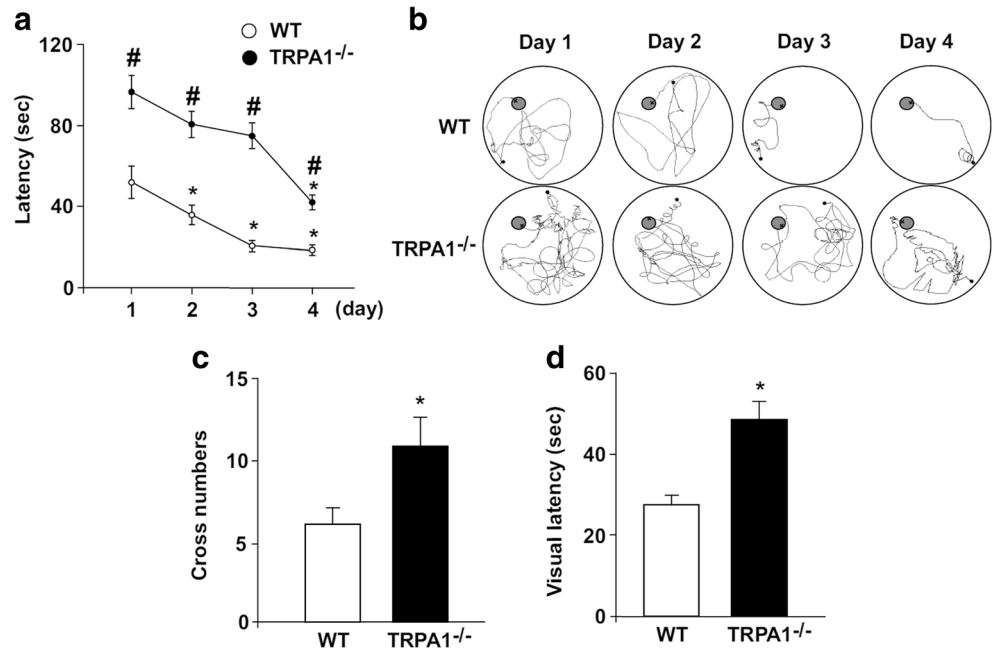 a
WT
TRPA1-/-
Latency (sec)
120
80
40
0
#
#
#
#
*
*
*
*
1 2 3 4 (day)
b
Day 1 Day 2 Day 3 Day 4
WT
TRPA1-/-
c
Cross numbers
15
10
5
0
*
WT TRPA1-/-
d
Visual latency (sec)
60
40
20
0
*
WT TRPA1-/-